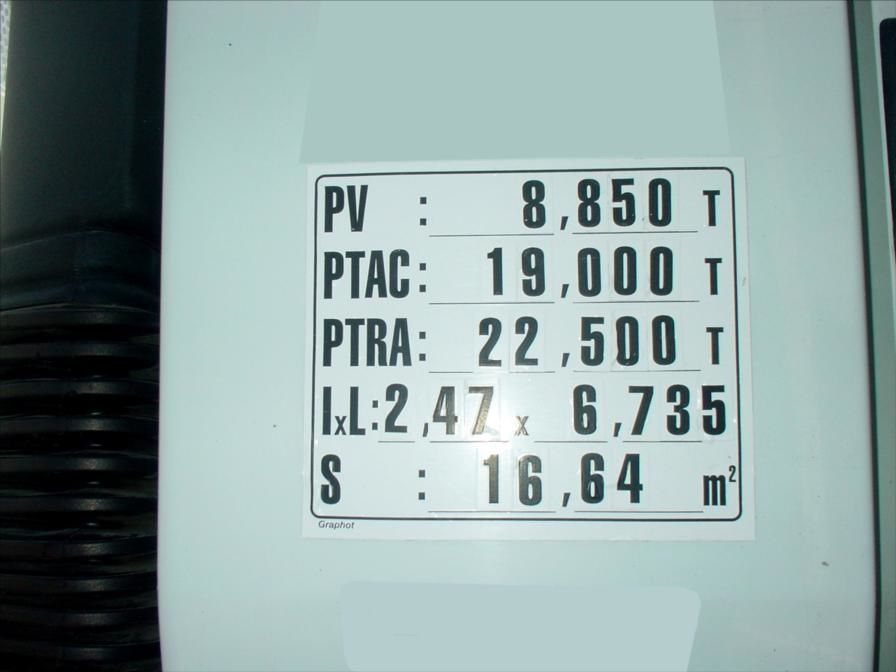 PV : 8,850 T
PTAC: 19,000 T
PTRA: 22,500 T
IxL:2,47 x 6,735
S : 16,64 m²
Graphot